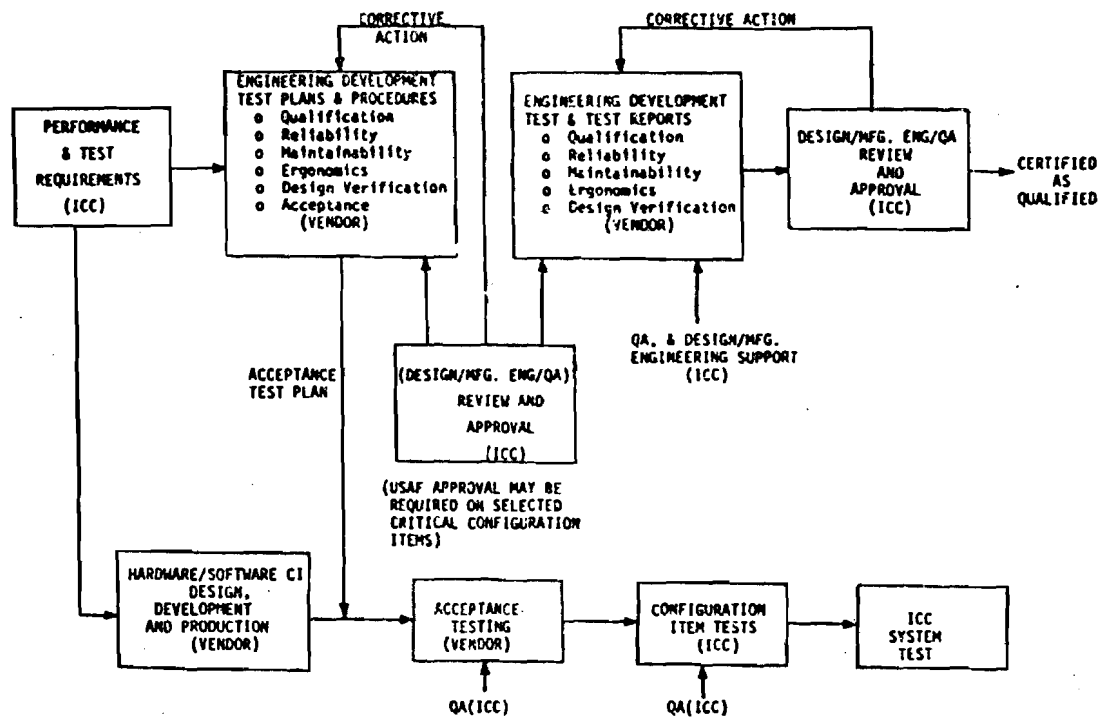 CORRECTIVE
ACTION
CORRECTIVE ACTION
PERFORMANCE
& TEST
REQUIREMENTS
(ICC)
ENGINEERING DEVELOPMENT
TEST PLANS & PROCEDURES
o Qualification
o Reliability
o Maintainability
o Ergonomics
o Design Verification
o Acceptance
(VENDOR)
ENGINEERING DEVELOPMENT
TEST & TEST REPORTS
o Qualification
o Reliability
o Maintainability
o Ergonomics
o Design Verification
(VENDOR)
DESIGN/MFG. ENG/QA
REVIEW
AND
APPROVAL
(ICC)
CERTIFIED
AS
QUALIFIED
ACCEPTANCE
TEST PLAN
(DESIGN/MFG. ENG/QA)
REVIEW AND
APPROVAL
(ICC)
(USAF APPROVAL MAY BE
REQUIRED ON SELECTED
CRITICAL CONFIGURATION
ITEMS)
QA, & DESIGN/MFG.
ENGINEERING SUPPORT
(ICC)
HARDWARE/SOFTWARE CI
DESIGN,
DEVELOPMENT
AND PRODUCTION
(VENDOR)
ACCEPTANCE
TESTING
(VENDOR)
CONFIGURATION
ITEM TESTS
(ICC)
ICC
SYSTEM
TEST
QA(ICC)
QA(ICC)